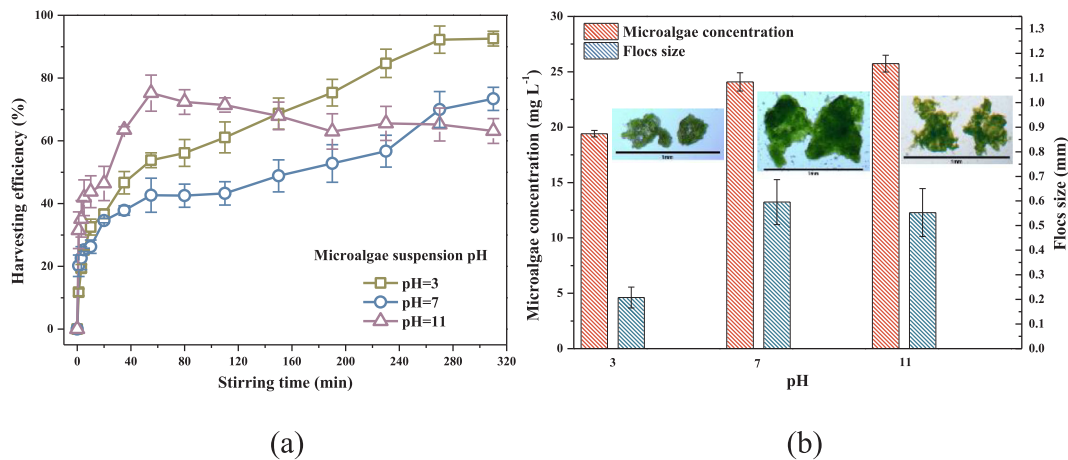 (a)
100
80
60
40
20
0
Harvesting efficiency (%)
Microalgae suspension pH
pH=3
pH=7
pH=11
0 40 80 120 160 200 240 280 320
Stirring time (min)
(a)
(b)
30
25
20
15
10
5
0
Microalgae concentration (mg L⁻¹)
Microalgae concentration
Flocs size
1mm
1mm
1mm
1.3
1.2
1.1
1.0
0.9
0.8
0.7
0.6
0.5
0.4
0.3
0.2
0.1
0.0
Flocs size (mm)
3 7 11
pH
(b)